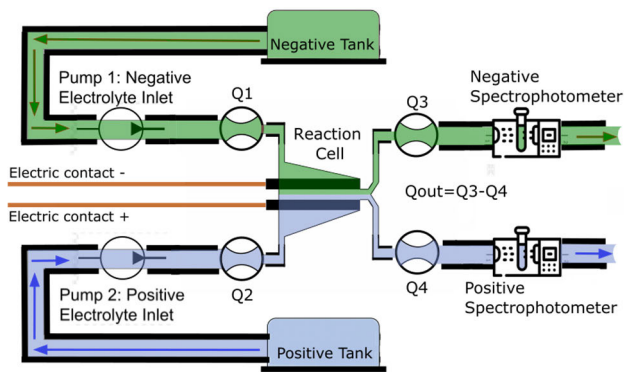 Negative Tank
Pump 1: Negative
Electrolyte Inlet
Q1
Q3
Negative
Spectrophotometer
Reaction
Cell
Electric contact -
Electric contact +
Qout=Q3-Q4
Pump 2: Positive
Electrolyte Inlet
Q2
Q4
Positive
Spectrophotometer
Positive Tank